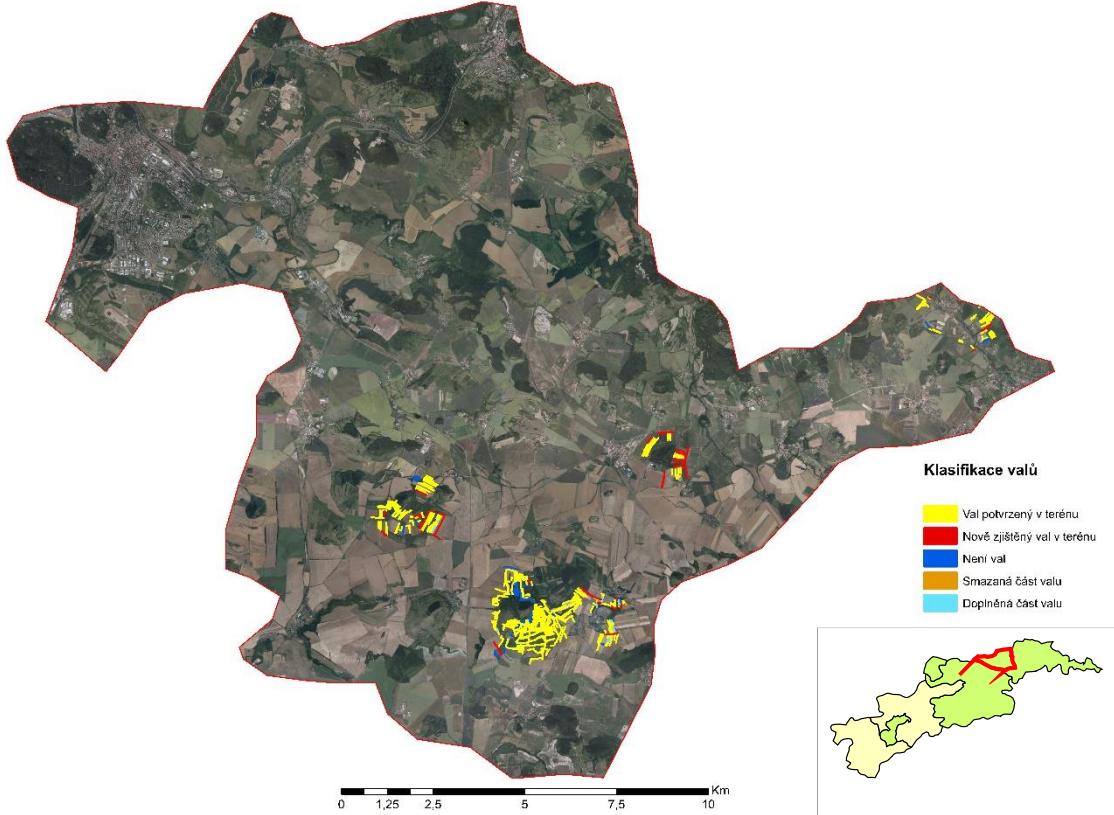 Klasifikace valů
Val potvrzený v terénu
Nově zjištěný val v terénu
Není val
Smazaná část valu
Doplněná část valu
Km
0 1,25 2,5 5 7,5 10